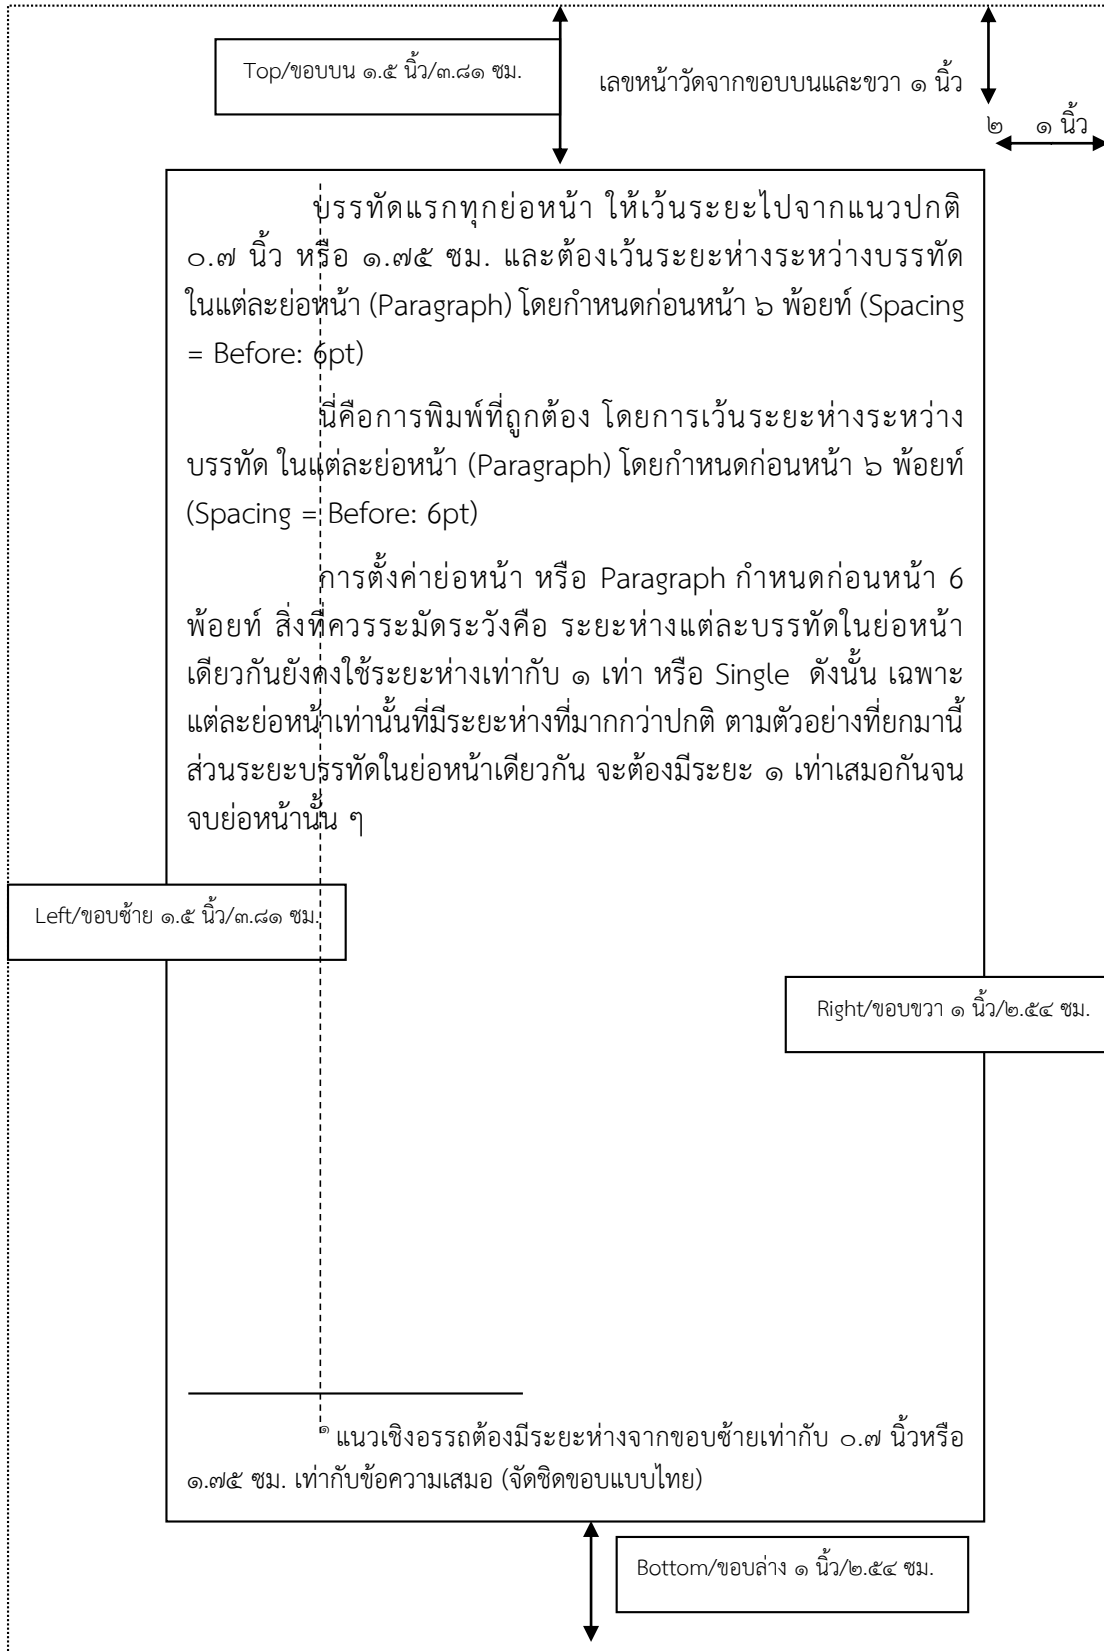 Top/ขอบบน ๑.๕ นิ้ว/๓.๘๑ ซม.
เลขหน้าวัดจากขอบบนและขวา ๑ นิ้ว
๒ ๑ นิ้ว
บรรทัดแรกทุกย่อหน้า ให้เว้นระยะไปจากแนวปกติ
๐.๗ นิ้ว หรือ ๑.๗๕ ซม. และต้องเว้นระยะห่างระหว่างบรรทัด
ในแต่ละย่อหน้า (Paragraph) โดยกำหนดก่อนหน้า ๖ พ้อยท์ (Spacing
= Before: 6pt)
นี่คือการพิมพ์ที่ถูกต้อง โดยการเว้นระยะห่างระหว่าง
บรรทัด ในแต่ละย่อหน้า (Paragraph) โดยกำหนดก่อนหน้า ๖ พ้อยท์
(Spacing = Before: 6pt)
การตั้งค่าย่อหน้า หรือ Paragraph กำหนดก่อนหน้า 6
พ้อยท์ สิ่งที่ควรระมัดระวังคือ ระยะห่างแต่ละบรรทัดในย่อหน้า
เดียวกันยังคงใช้ระยะห่างเท่ากับ ๑ เท่า หรือ Single ดังนั้น เฉพาะ
แต่ละย่อหน้าเท่านั้นที่มีระยะห่างที่มากกว่าปกติ ตามตัวอย่างที่ยกมานี้
ส่วนระยะบรรทัดในย่อหน้าเดียวกัน จะต้องมีระยะ ๑ เท่าเสมอกันจน
จบย่อหน้านั้น ๆ
Left/ขอบซ้าย ๑.๕ นิ้ว/๓.๘๑ ซม.
Right/ขอบขวา ๑ นิ้ว/๒.๕๔ ซม.
๑ แนวเชิงอรรถต้องมีระยะห่างจากขอบซ้ายเท่ากับ ๐.๗ นิ้วหรือ
๑.๗๕ ซม. เท่ากับข้อความเสมอ (จัดชิดขอบแบบไทย)
Bottom/ขอบล่าง ๑ นิ้ว/๒.๕๔ ซม.